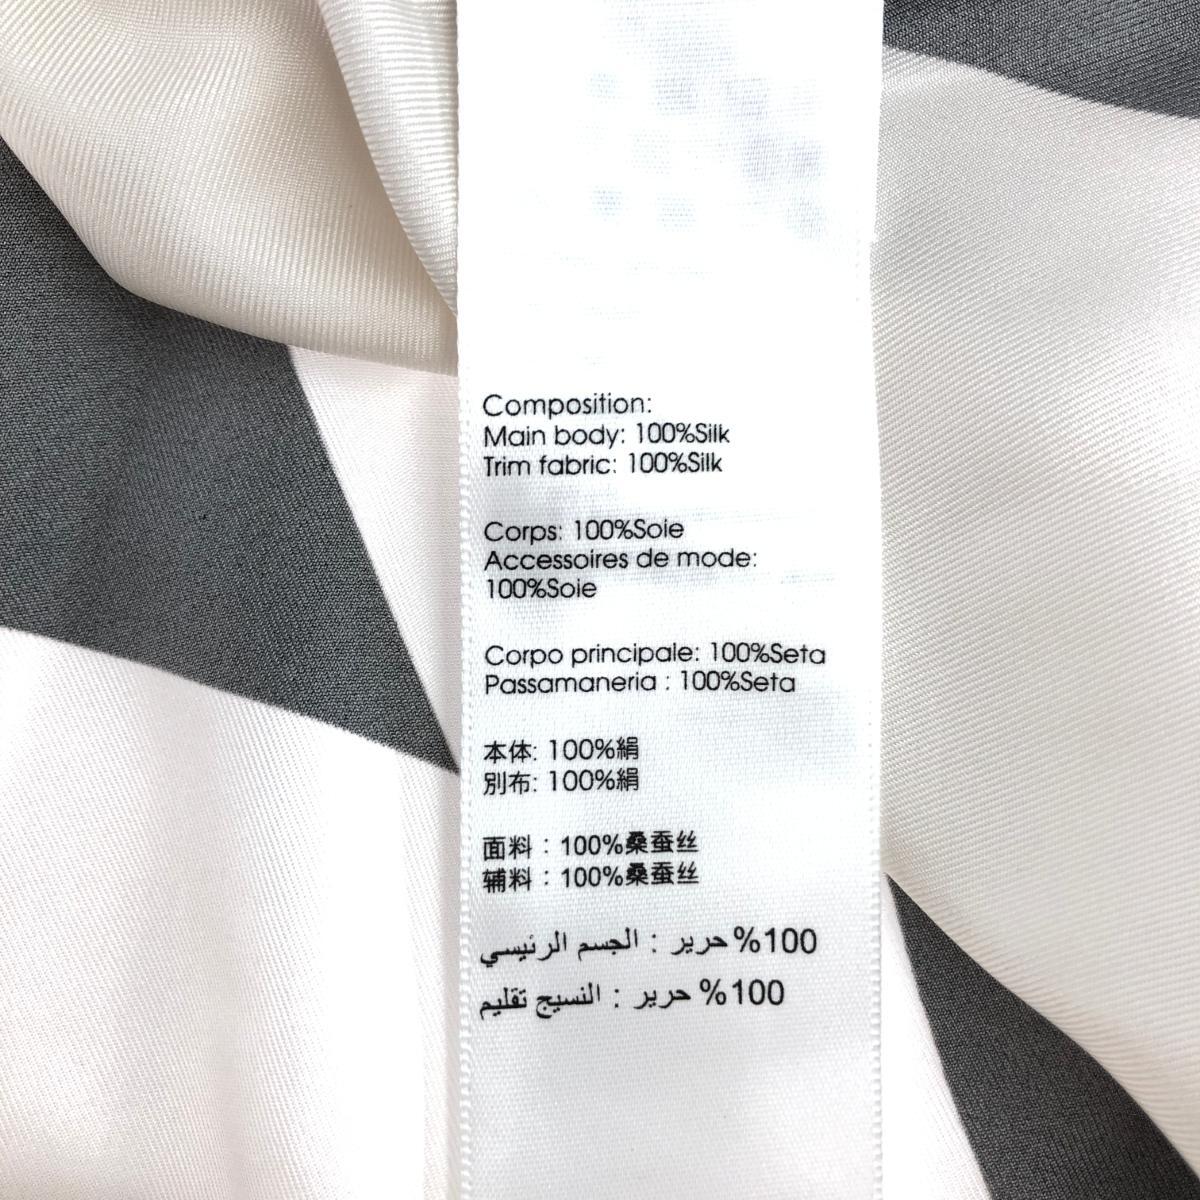 Composition:
Main body: 100%Silk
Trim fabric: 100%Silk
Corps: 100%Soie
Accessoires de mode:
100%Soie
Corpo principale: 100%Seta
Passamaneria : 100%Seta
本体: 100%絹
別布: 100%絹
面料：100%桑蚕丝
辅料：100%桑蚕丝
100%حرير : الجسم الرئيسي
100% حرير : النسيج تقليم